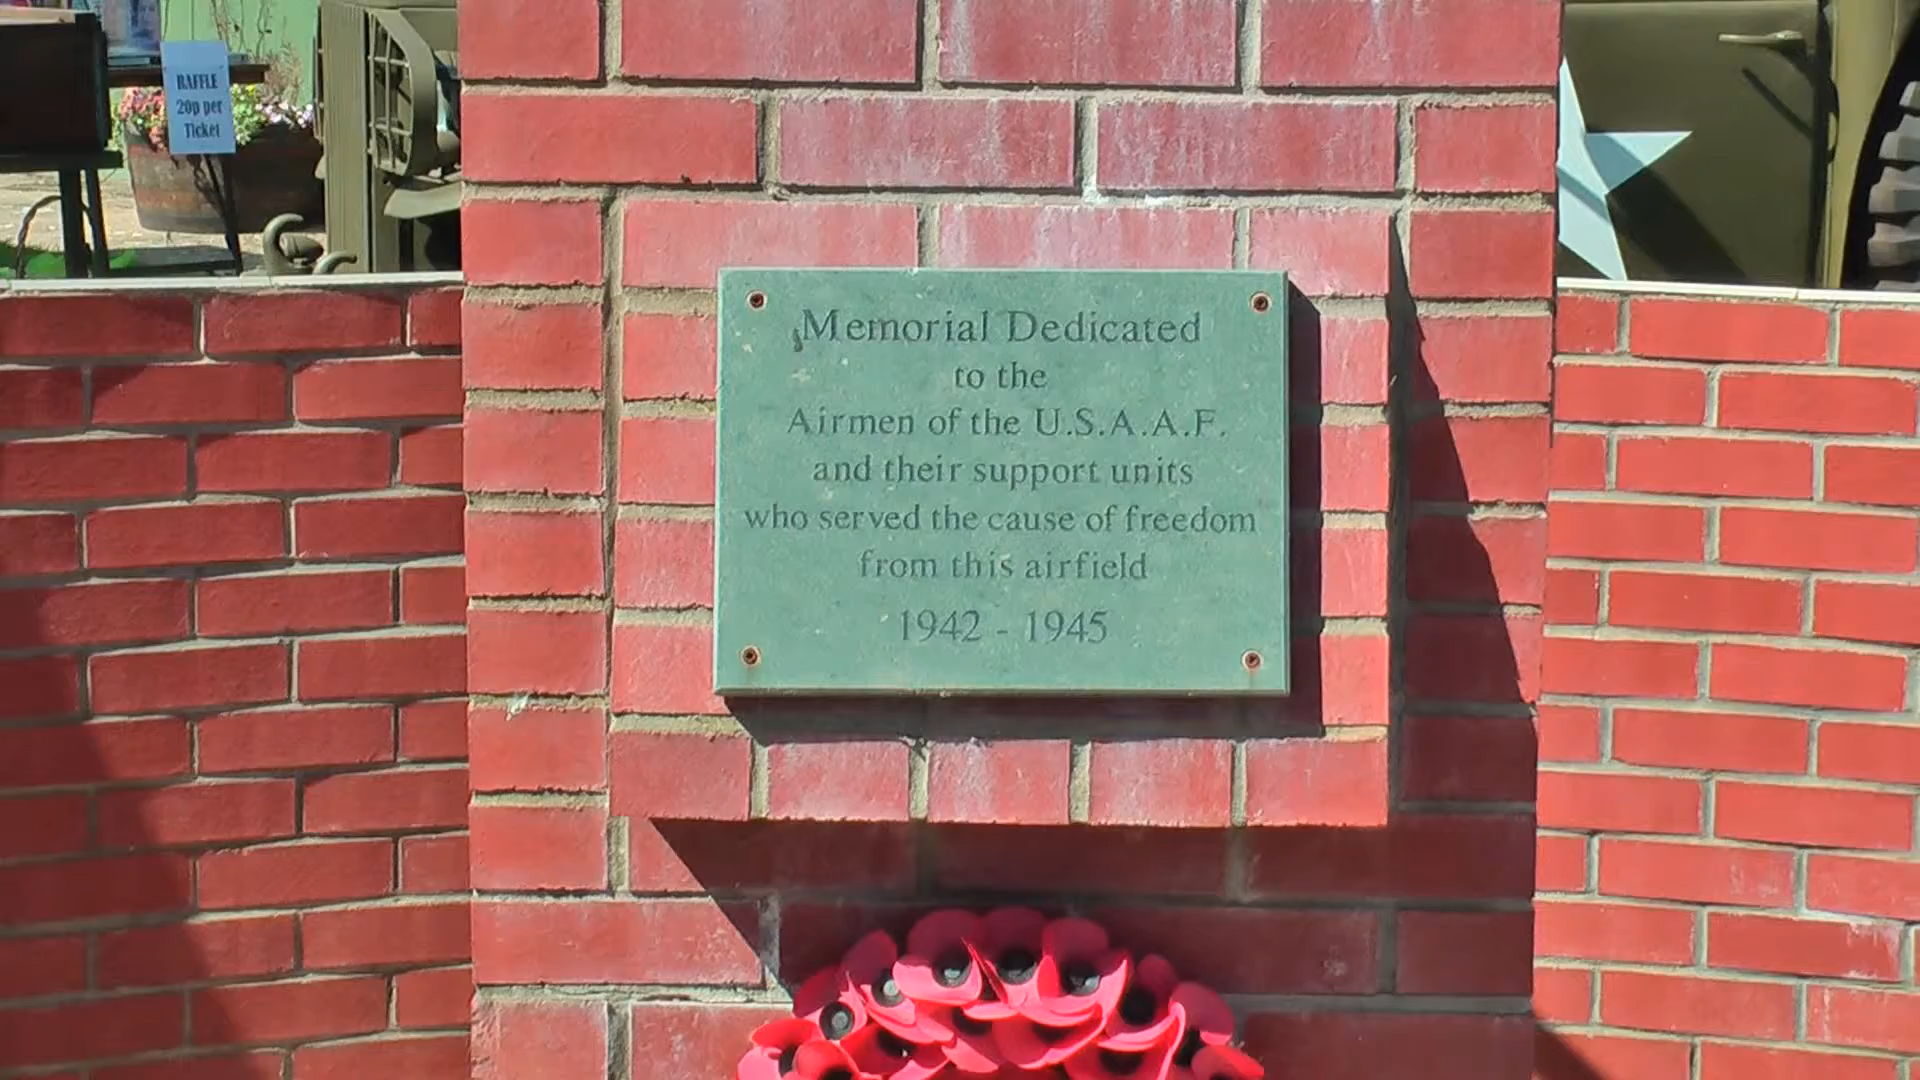 RAFFLE
20p per
Ticket
Memorial Dedicated
to the
Airmen of the U.S.A.A.F.
and their support units
who served the cause of freedom
from this airfield
1942 - 1945